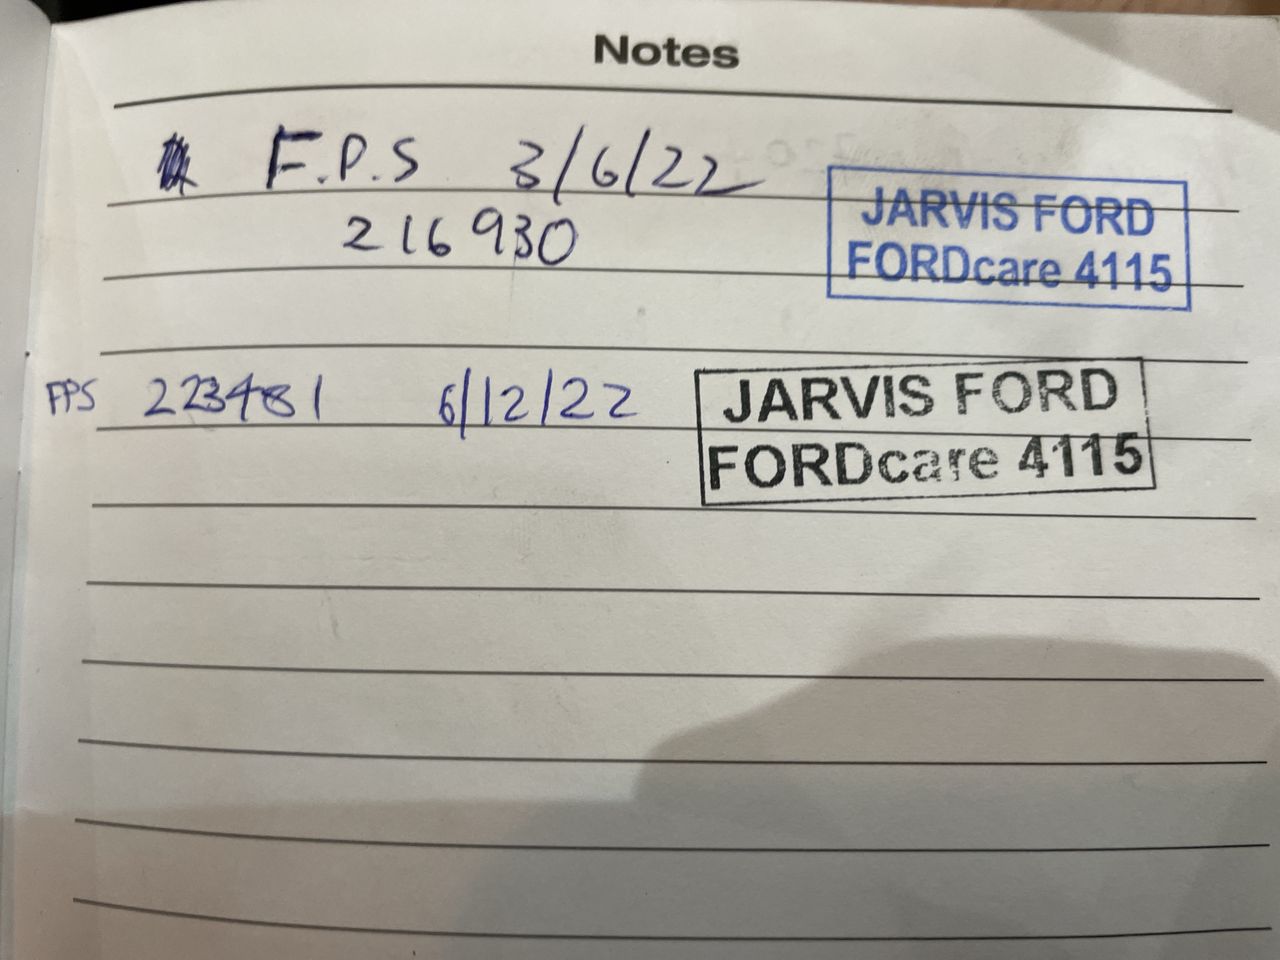 Notes
F.P.S 3/6/22
216930
JARVIS FORD
FORDcare 4115
FPS 223481 6/12/22
JARVIS FORD
FORDcare 4115